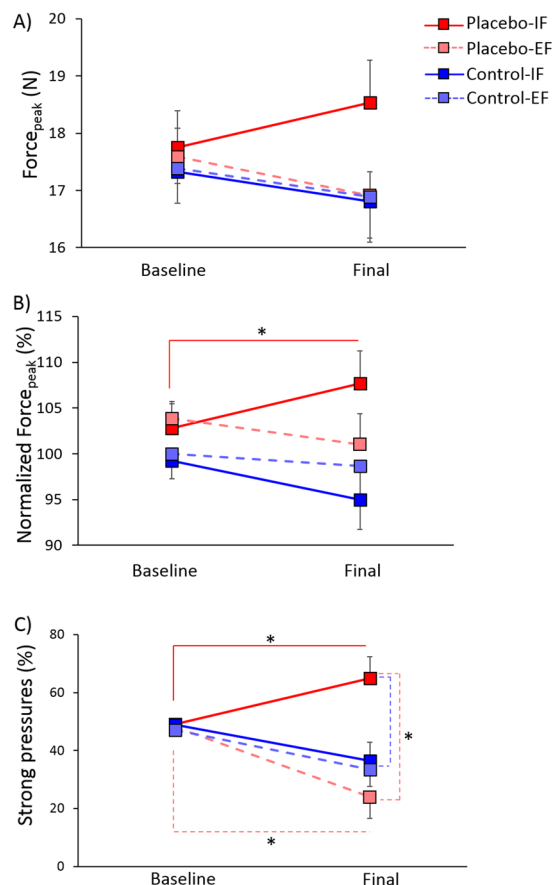 A)
Force_peak (N)
20
19
18
17
16
Baseline Final
Placebo-IF
Placebo-EF
Control-IF
Control-EF
B)
Normalized Force_peak (%)
115
110
105
100
95
90
*
Baseline Final
C)
Strong pressures (%)
80
60
40
20
0
*
*
*
Baseline Final